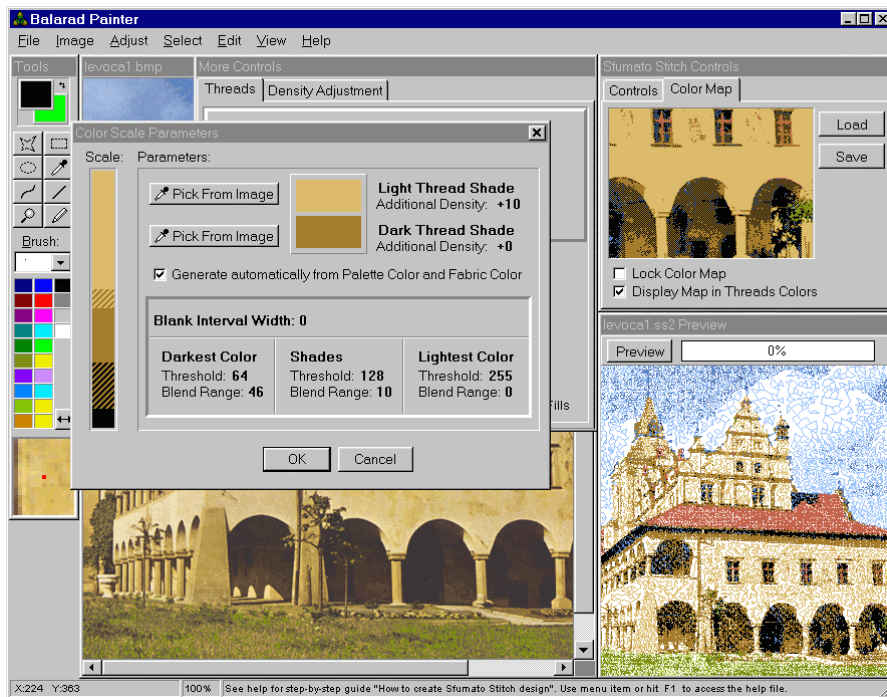 Balarad Painter
File Image Adjust Select Edit View Help
Tools
levoca1.bmp
More Controls
Threads
Density Adjustment
Sfumato Stitch Controls
Controls
Color Map
Load
Save
Lock Color Map
Display Map in Threads Colors
Color Scale Parameters
Scale:
Parameters:
Pick From Image
Light Thread Shade
Additional Density: +10
Pick From Image
Dark Thread Shade
Additional Density: +0
Generate automatically from Palette Color and Fabric Color
Blank Interval Width: 0
Darkest Color
Threshold: 64
Blend Range: 46
Shades
Threshold: 128
Blend Range: 10
Lightest Color
Threshold: 255
Blend Range: 0
OK
Cancel
Brush:
Fills
levoca1.ss2 Preview
Preview
0%
X:224 Y:363
100%
See help for step-by-step guide "How to create Sfumato Stitch design". Use menu item or hit F1 to access the help file.